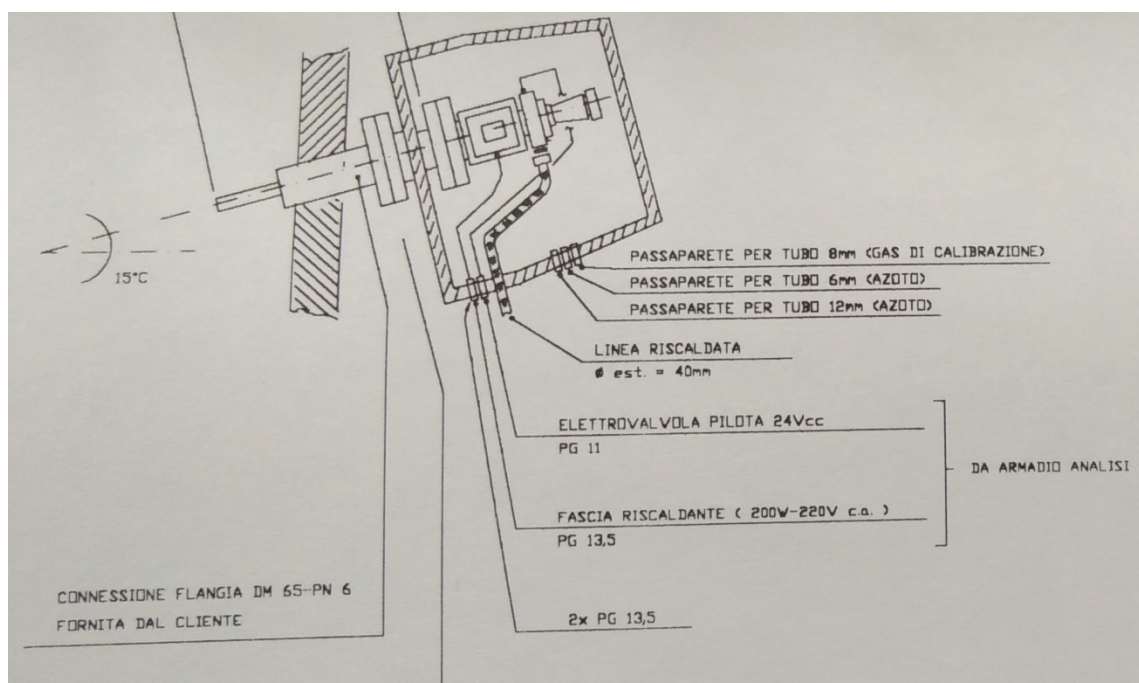 15°C
PASSAPARETE PER TUBO 8mm (GAS DI CALIBRAZIONE)
PASSAPARETE PER TUBO 6mm (AZOTO)
PASSAPARETE PER TUBO 12mm (AZOTO)
LINEA RISCALDATA
ø est. = 40mm
ELETTROVALVOLA PILOTA 24Vcc
PG 11
DA ARMADIO ANALISI
FASCIA RISCALDANTE ( 200W-220V c.a. )
PG 13,5
CONNESSIONE FLANGIA DM 65-PN 6
FORNITA DAL CLIENTE
2x PG 13,5